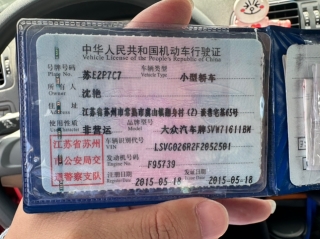 中华人民共和国机动车行驶证
Vehicle License of the People's Republic of China
号牌号码 苏E2P7C7 车辆类型 小型轿车
Plate No. Vehicle Type
所有人 沈艳
Owner
住址 江苏省苏州市常熟市虞山镇
Address
使用性质 非营运 品牌型号 大众汽车牌SVW71611BM
江苏省苏州 车辆识别代号 LSVG026R2F2052501
VIN
市公安局交 发动机号码 F95739
Engine No.
通警察支队 注册日期 2015-05-18 发证日期 2015-05-18
Register Date Issue Date